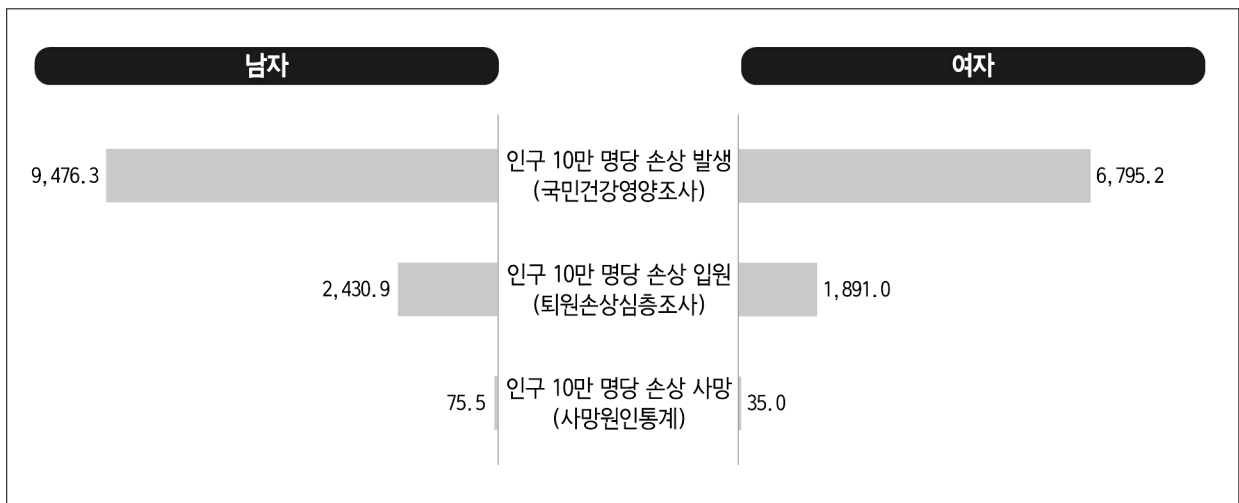 남자
여자
9,476.3
인구 10만 명당 손상 발생
(국민건강영양조사)
6,795.2
2,430.9
인구 10만 명당 손상 입원
(퇴원손상심층조사)
1,891.0
75.5
인구 10만 명당 손상 사망
(사망원인통계)
35.0